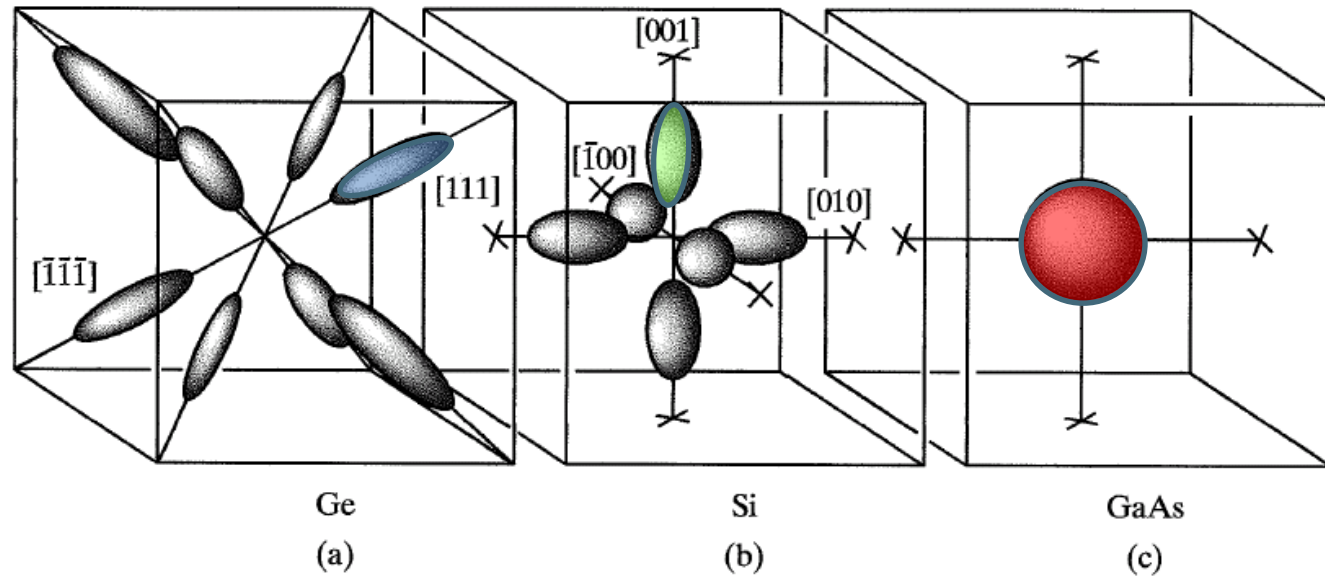 [001]
[1̅00]
[111]
[010]
[1̅1̅1̅]
Ge
Si
GaAs
(a)
(b)
(c)